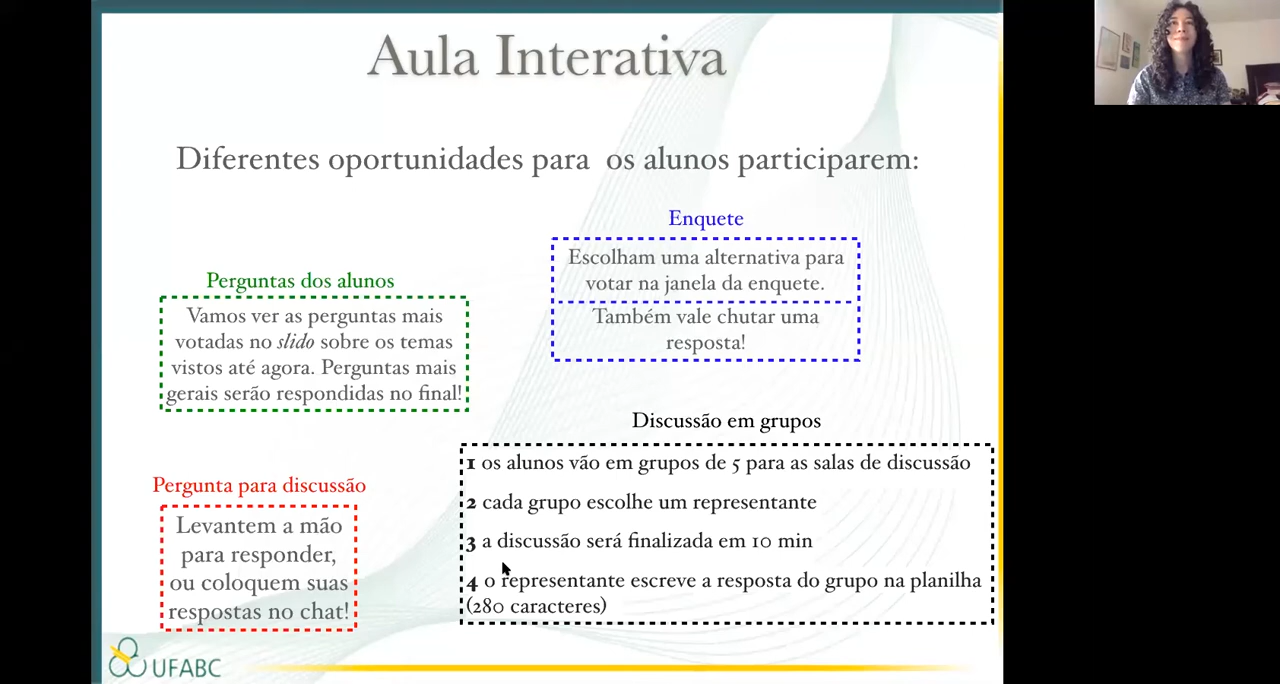 Aula Interativa
Diferentes oportunidades para os alunos participarem:
Enquete
Escolham uma alternativa para
votar na janela da enquete.
Também vale chutar uma
resposta!
Perguntas dos alunos
Vamos ver as perguntas mais
votadas no slido sobre os temas
vistos até agora. Perguntas mais
gerais serão respondidas no final!
Discussão em grupos
1 os alunos vão em grupos de 5 para as salas de discussão
2 cada grupo escolhe um representante
3 a discussão será finalizada em 10 min
4 o representante escreve a resposta do grupo na planilha
(280 caracteres)
Pergunta para discussão
Levantem a mão
para responder,
ou coloquem suas
respostas no chat!
UFABC